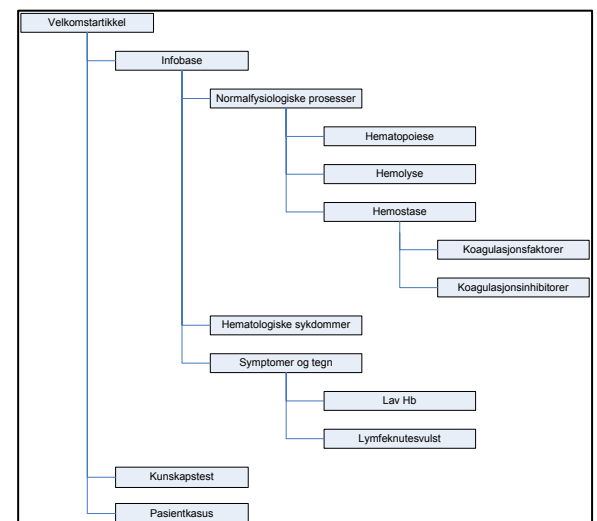 Velkomstartikkel
Infobase
Normalfysiologiske prosesser
Hematopoiese
Hemolyse
Hemostase
Koagulasjonsfaktorer
Koagulasjonsinhibitorer
Hematologiske sykdommer
Symptomer og tegn
Lav Hb
Lymfeknutesvulst
Kunskapstest
Pasientkasus